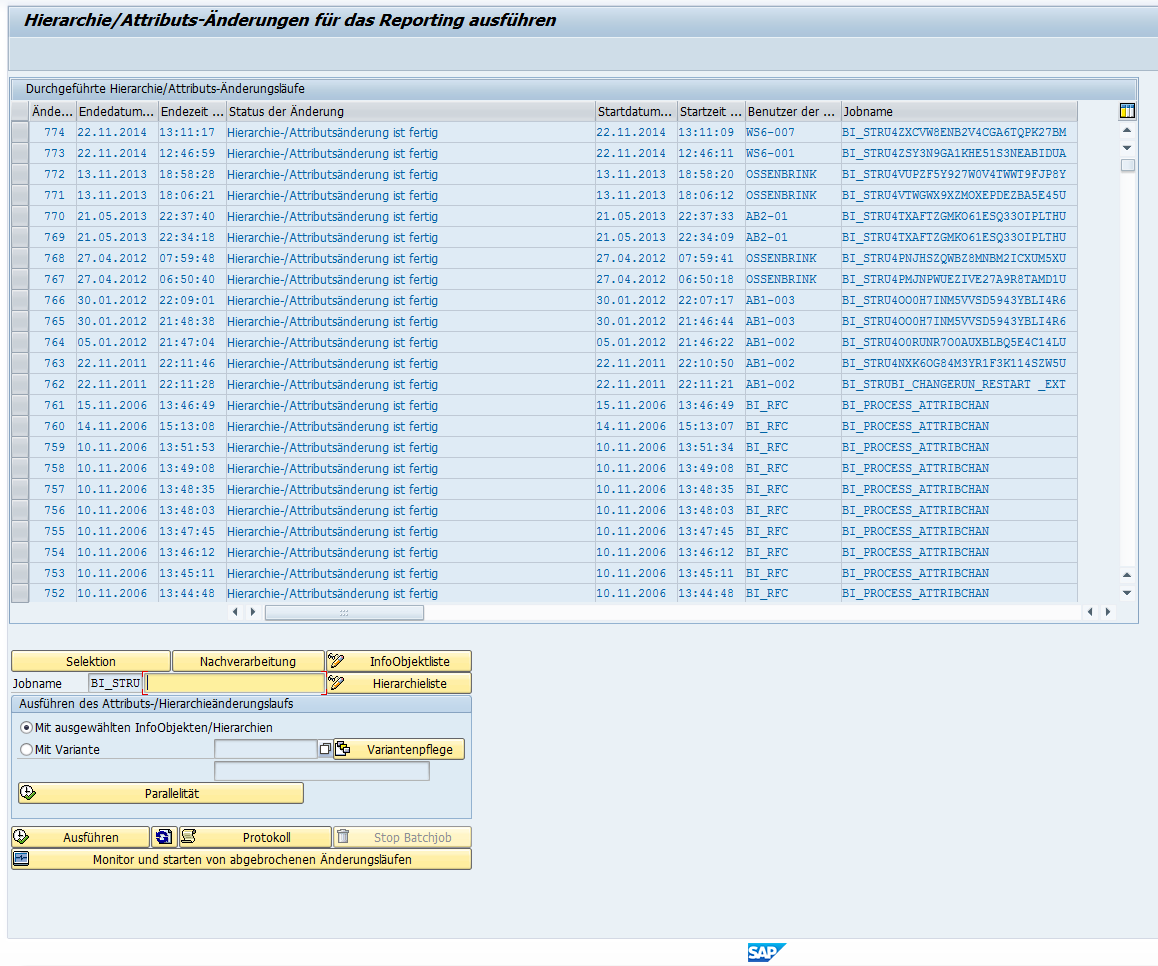 Hierarchie/Attributs-Änderungen für das Reporting ausführen
Durchgeführte Hierarchie/Attributs-Änderungsläufe
Ände... Endedatum... Endezeit ... Status der Änderung Startdatum... Startzeit ... Benutzer der ... Jobname
774 22.11.2014 13:11:17 Hierarchie-/Attributsänderung ist fertig 22.11.2014 13:11:09 WS6-007 BI_STRU4ZXCVW8ENB2V4CGA6TQPK27BM
773 22.11.2014 12:46:59 Hierarchie-/Attributsänderung ist fertig 22.11.2014 12:46:11 WS6-001 BI_STRU4ZSY3N9GA1KHE51S3NEABIDUA
772 13.11.2013 18:58:28 Hierarchie-/Attributsänderung ist fertig 13.11.2013 18:58:20 OSSENBRINK BI_STRU4VUPZF5Y927W0V4TWWT9FJP8Y
771 13.11.2013 18:06:21 Hierarchie-/Attributsänderung ist fertig 13.11.2013 18:06:12 OSSENBRINK BI_STRU4VTWGWX9XZMOXEPDEZBA5E45U
770 21.05.2013 22:37:40 Hierarchie-/Attributsänderung ist fertig 21.05.2013 22:37:33 AB2-01 BI_STRU4TXAFTZGMKO61ESQ33OIPLTHU
769 21.05.2013 22:34:18 Hierarchie-/Attributsänderung ist fertig 21.05.2013 22:34:09 AB2-01 BI_STRU4TXAFTZGMKO61ESQ33OIPLTHU
768 27.04.2012 07:59:48 Hierarchie-/Attributsänderung ist fertig 27.04.2012 07:59:41 OSSENBRINK BI_STRU4PNJHSZQWBZ8MNBM2ICXUM5XU
767 27.04.2012 06:50:40 Hierarchie-/Attributsänderung ist fertig 27.04.2012 06:50:18 OSSENBRINK BI_STRU4PMJNPWUEZIVE27A9R8TAMD1U
766 30.01.2012 22:09:01 Hierarchie-/Attributsänderung ist fertig 30.01.2012 22:07:17 AB1-003 BI_STRU4OO0H7INM5VVSD5943YBLI4R6
765 30.01.2012 21:48:38 Hierarchie-/Attributsänderung ist fertig 30.01.2012 21:46:44 AB1-003 BI_STRU4OO0H7INM5VVSD5943YBLI4R6
764 05.01.2012 21:47:04 Hierarchie-/Attributsänderung ist fertig 05.01.2012 21:46:22 AB1-002 BI_STRU4O0RUNR7O0AUXBLBQ5E4C14LU
763 22.11.2011 22:11:46 Hierarchie-/Attributsänderung ist fertig 22.11.2011 22:10:50 AB1-002 BI_STRU4NXK6OG84M3YR1F3K114SZW5U
762 22.11.2011 22:11:28 Hierarchie-/Attributsänderung ist fertig 22.11.2011 22:11:21 AB1-002 BI_STRUBI_CHANGERUN_RESTART _EXT
761 15.11.2006 13:46:49 Hierarchie-/Attributsänderung ist fertig 15.11.2006 13:46:49 BI_RFC BI_PROCESS_ATTRIBCHAN
760 14.11.2006 15:13:08 Hierarchie-/Attributsänderung ist fertig 14.11.2006 15:13:07 BI_RFC BI_PROCESS_ATTRIBCHAN
759 10.11.2006 13:51:53 Hierarchie-/Attributsänderung ist fertig 10.11.2006 13:51:34 BI_RFC BI_PROCESS_ATTRIBCHAN
758 10.11.2006 13:49:08 Hierarchie-/Attributsänderung ist fertig 10.11.2006 13:49:08 BI_RFC BI_PROCESS_ATTRIBCHAN
757 10.11.2006 13:48:35 Hierarchie-/Attributsänderung ist fertig 10.11.2006 13:48:35 BI_RFC BI_PROCESS_ATTRIBCHAN
756 10.11.2006 13:48:03 Hierarchie-/Attributsänderung ist fertig 10.11.2006 13:48:03 BI_RFC BI_PROCESS_ATTRIBCHAN
755 10.11.2006 13:47:45 Hierarchie-/Attributsänderung ist fertig 10.11.2006 13:47:45 BI_RFC BI_PROCESS_ATTRIBCHAN
754 10.11.2006 13:46:12 Hierarchie-/Attributsänderung ist fertig 10.11.2006 13:46:12 BI_RFC BI_PROCESS_ATTRIBCHAN
753 10.11.2006 13:45:11 Hierarchie-/Attributsänderung ist fertig 10.11.2006 13:45:11 BI_RFC BI_PROCESS_ATTRIBCHAN
752 10.11.2006 13:44:48 Hierarchie-/Attributsänderung ist fertig 10.11.2006 13:44:48 BI_RFC BI_PROCESS_ATTRIBCHAN
Selektion Nachverarbeitung InfoObjektliste
Jobname BI_STRU Hierarchieliste
Ausführen des Attributs-/Hierarchieänderungslaufs
Mit ausgewählten InfoObjekten/Hierarchien
Mit Variante Variantenpflege
Parallelität
Ausführen Protokoll Stop Batchjob
Monitor und starten von abgebrochenen Änderungsläufen
SAP